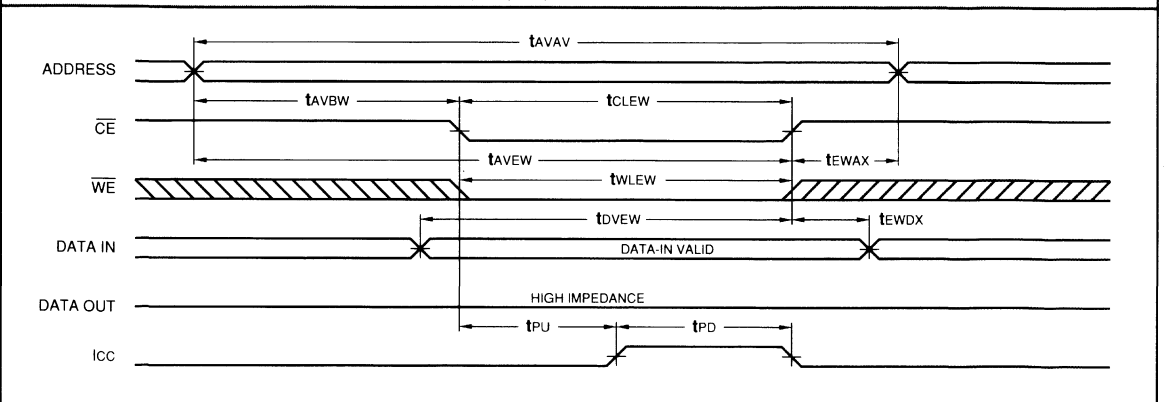 tAVAV
ADDRESS
tAVBW tCLEW
CE
tAVEW tEWAX
WE tWLEW
tDVEW tEWDX
DATA IN DATA-IN VALID
DATA OUT HIGH IMPEDANCE
tPU tPD
ICC